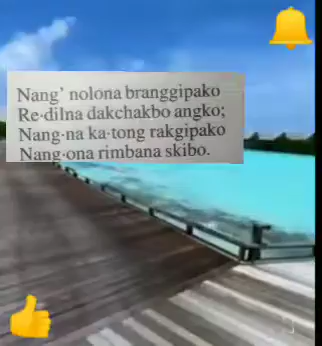 Nang’ nolona branggipako
Re·dilna dakchakbo angko;
Nang·na ka·tong rakgipako
Nang·ona rimbana skibo.